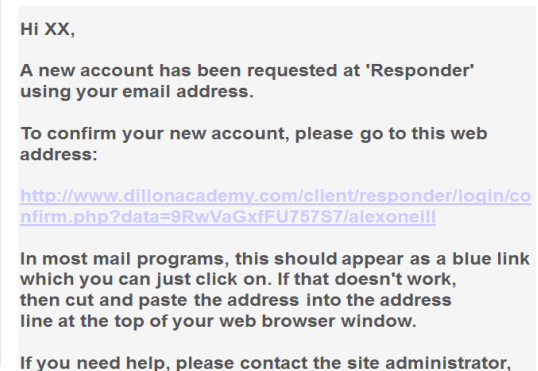 Hi XX,
A new account has been requested at 'Responder'
using your email address.
To confirm your new account, please go to this web
address:
http://www.dillonacademy.com/client/responder/login/co
nfirm.php?data=9RwVaGxfFU757S7/alexoneill
In most mail programs, this should appear as a blue link
which you can just click on. If that doesn't work,
then cut and paste the address into the address
line at the top of your web browser window.
If you need help, please contact the site administrator,